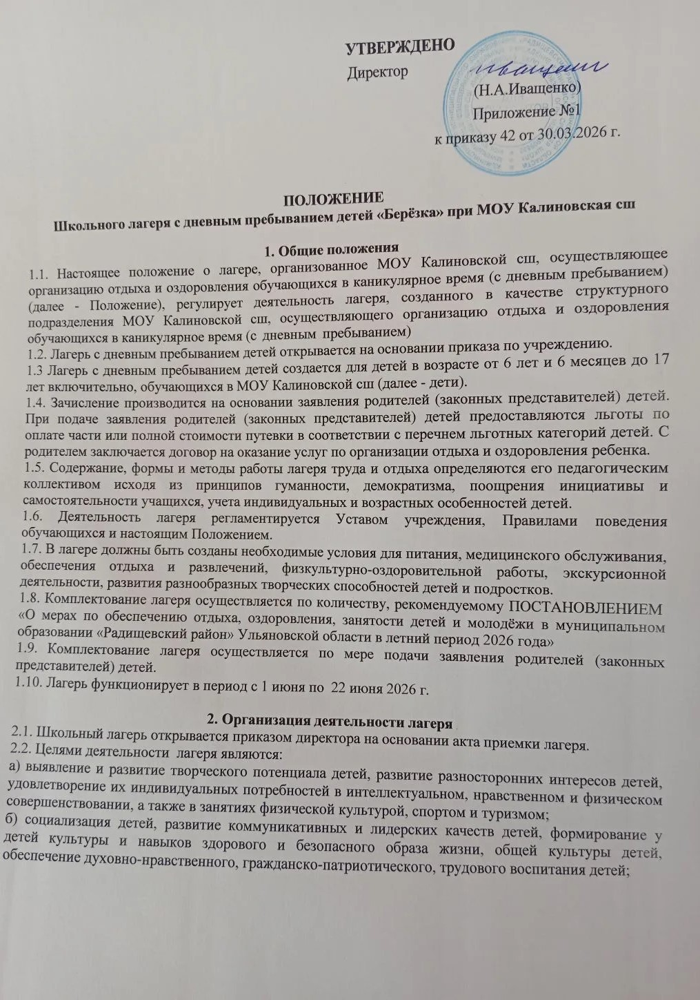 УТВЕРЖДЕНО
Директор
(Н.А.Иващенко)
Приложение №1
к приказу 42 от 30.03.2026 г.
ПОЛОЖЕНИЕ
Школьного лагеря с дневным пребыванием детей «Берёзка» при МОУ Калиновская сш
1. Общие положения
1.1. Настоящее положение о лагере, организованное МОУ Калиновской сш, осуществляющее
организацию отдыха и оздоровления обучающихся в каникулярное время (с дневным пребыванием)
(далее - Положение), регулирует деятельность лагеря, созданного в качестве структурного
подразделения МОУ Калиновской сш, осуществляющего организацию отдыха и оздоровления
обучающихся в каникулярное время (с дневным пребыванием)
1.2. Лагерь с дневным пребыванием детей открывается на основании приказа по учреждению.
1.3 Лагерь с дневным пребыванием детей создается для детей в возрасте от 6 лет и 6 месяцев до 17
лет включительно, обучающихся в МОУ Калиновской сш (далее - дети).
1.4. Зачисление производится на основании заявления родителей (законных представителей) детей.
При подаче заявления родителей (законных представителей) детей предоставляются льготы по
оплате части или полной стоимости путевки в соответствии с перечнем льготных категорий детей. С
родителем заключается договор на оказание услуг по организации отдыха и оздоровления ребенка.
1.5. Содержание, формы и методы работы лагеря труда и отдыха определяются его педагогическим
коллективом исходя из принципов гуманности, демократизма, поощрения инициативы и
самостоятельности учащихся, учета индивидуальных и возрастных особенностей детей.
1.6. Деятельность лагеря регламентируется Уставом учреждения, Правилами поведения
обучающихся и настоящим Положением.
1.7. В лагере должны быть созданы необходимые условия для питания, медицинского обслуживания,
обеспечения отдыха и развлечений, физкультурно-оздоровительной работы, экскурсионной
деятельности, развития разнообразных творческих способностей детей и подростков.
1.8. Комплектование лагеря осуществляется по количеству, рекомендуемому ПОСТАНОВЛЕНИЕМ
«О мерах по обеспечению отдыха, оздоровления, занятости детей и молодёжи в муниципальном
образовании «Радищевский район» Ульяновской области в летний период 2026 года»
1.9. Комплектование лагеря осуществляется по мере подачи заявления родителей (законных
представителей) детей.
1.10. Лагерь функционирует в период с 1 июня по 22 июня 2026 г.
2. Организация деятельности лагеря
2.1. Школьный лагерь открывается приказом директора на основании акта приемки лагеря.
2.2. Целями деятельности лагеря являются:
а) выявление и развитие творческого потенциала детей, развитие разносторонних интересов детей,
удовлетворение их индивидуальных потребностей в интеллектуальном, нравственном и физическом
совершенствовании, а также в занятиях физической культурой, спортом и туризмом;
б) социализация детей, развитие коммуникативных и лидерских качеств детей, формирование у
детей культуры и навыков здорового и безопасного образа жизни, общей культуры детей,
обеспечение духовно-нравственного, гражданско-патриотического, трудового воспитания детей;